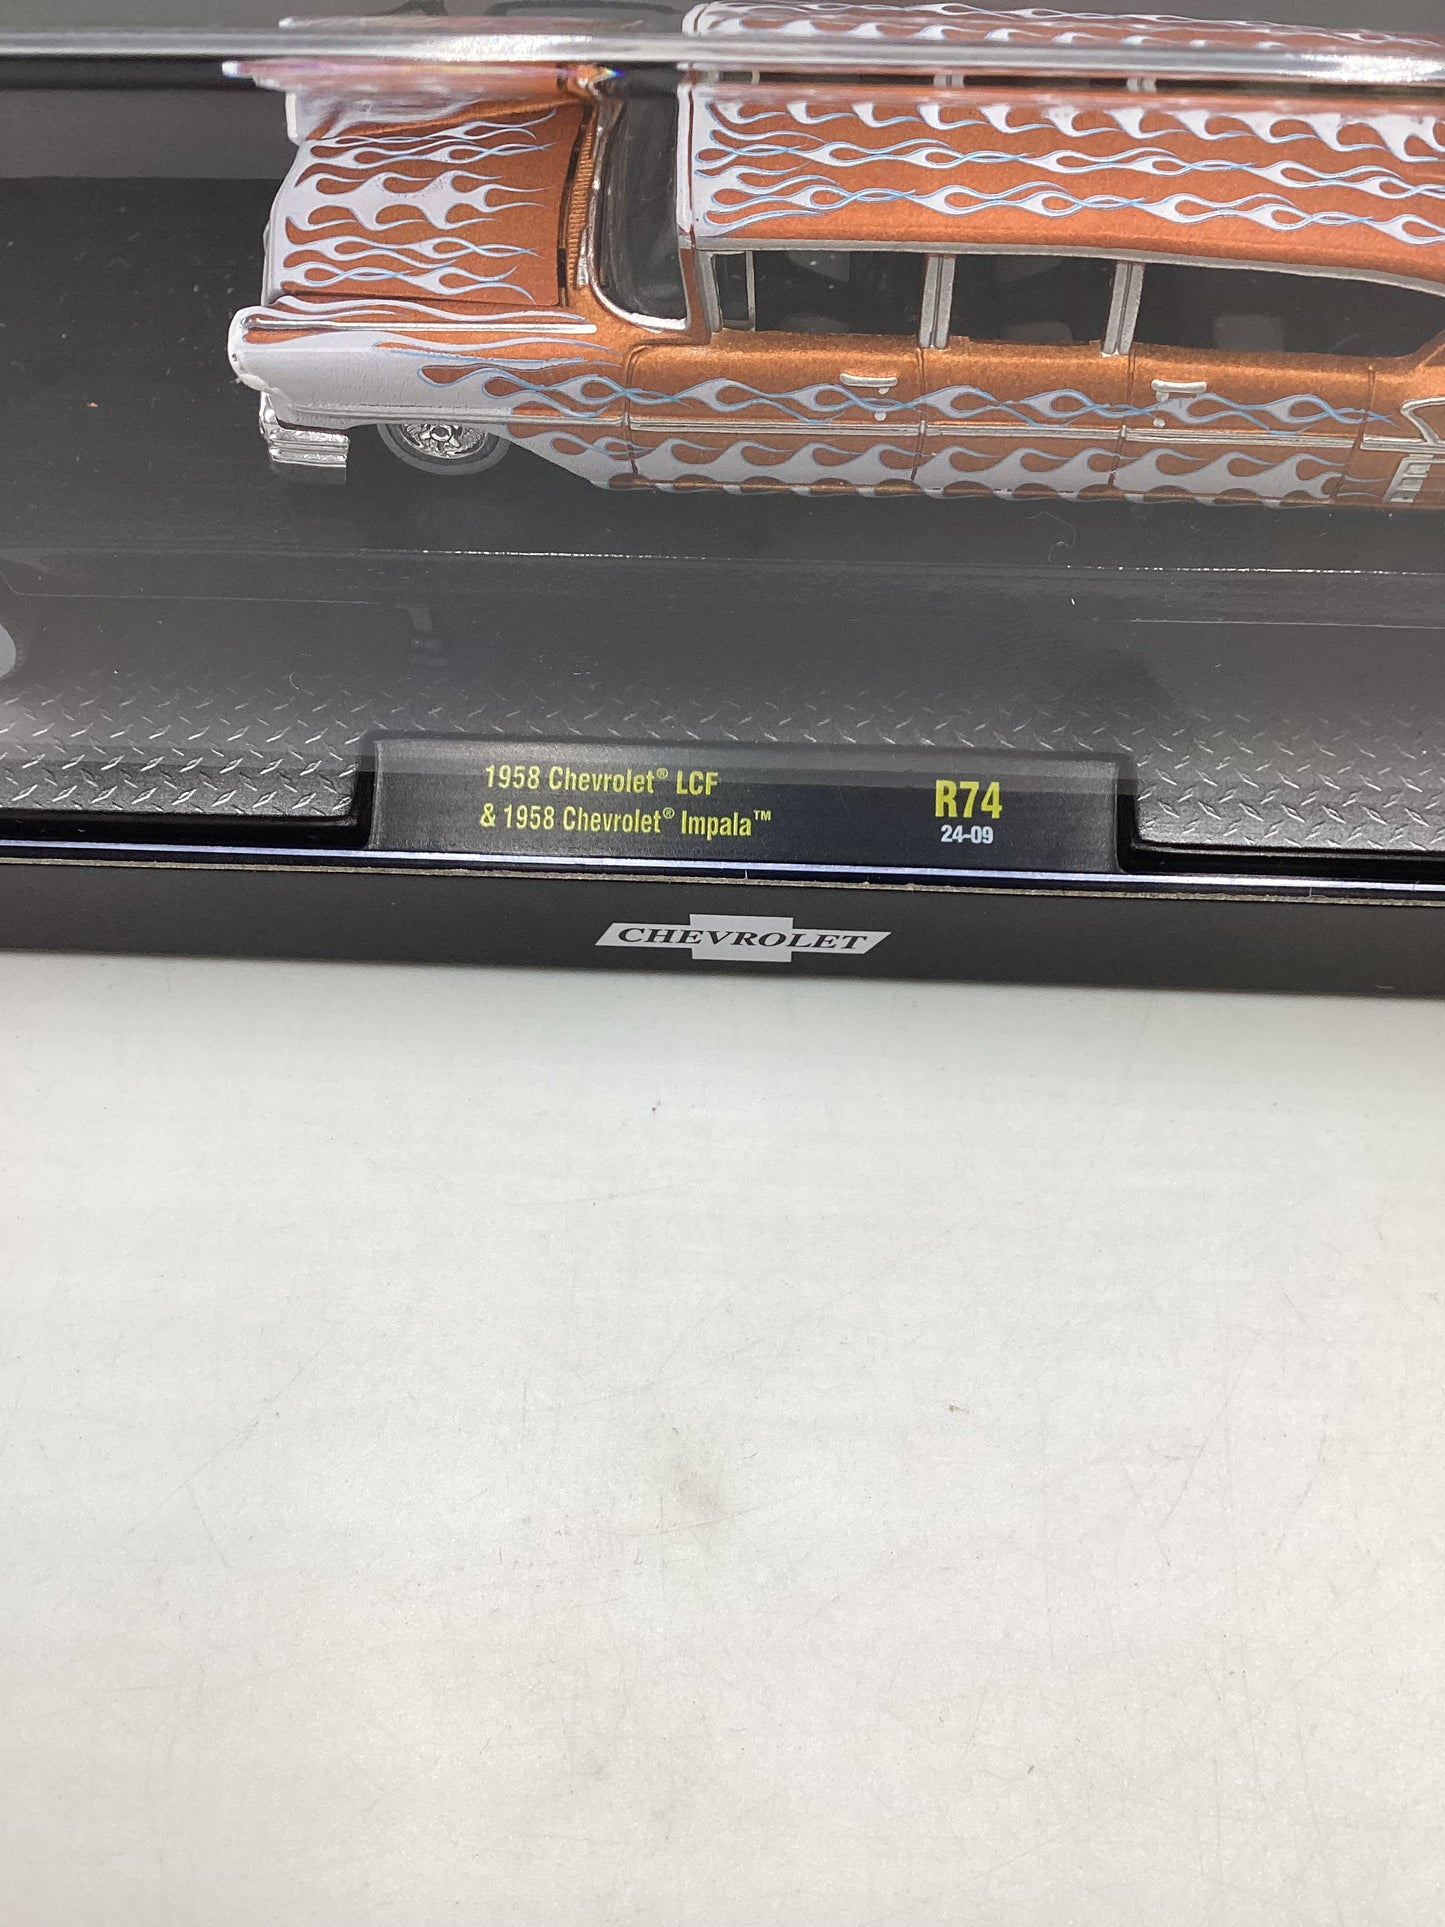 1958 Chevrolet® LCF
& 1958 Chevrolet® Impala™
R74
24-09
CHEVROLET